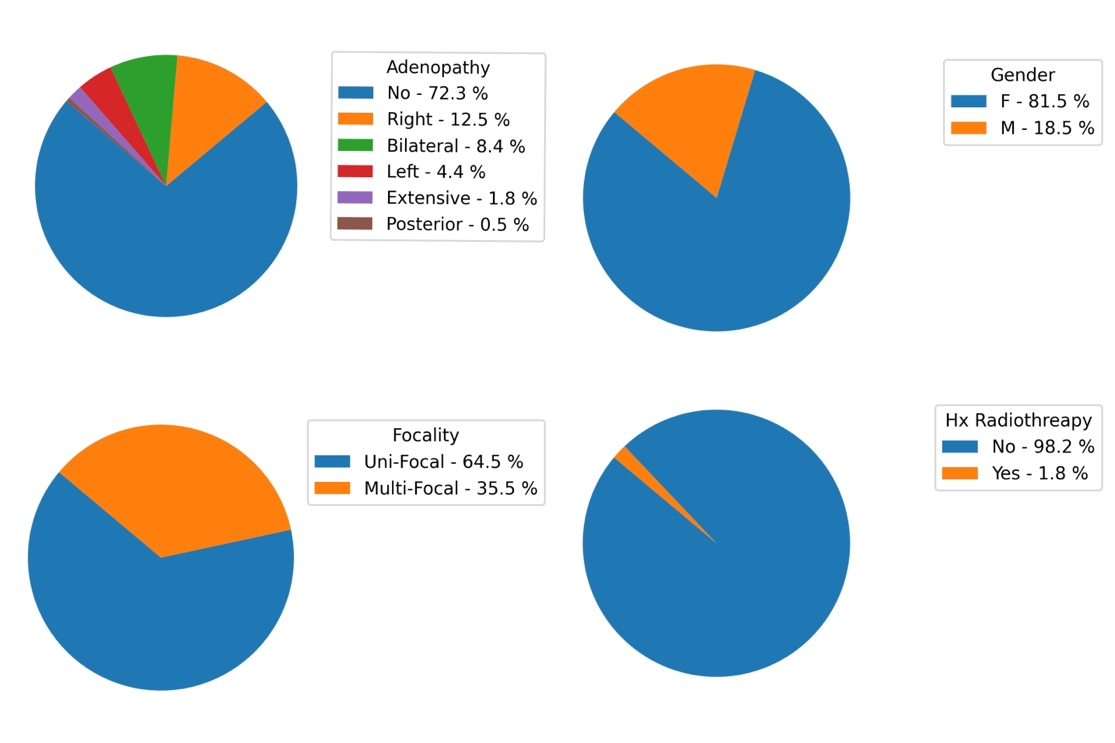 Adenopathy
No - 72.3 %
Right - 12.5 %
Bilateral - 8.4 %
Left - 4.4 %
Extensive - 1.8 %
Posterior - 0.5 %
Gender
F - 81.5 %
M - 18.5 %
Focality
Uni-Focal - 64.5 %
Multi-Focal - 35.5 %
Hx Radiothreapy
No - 98.2 %
Yes - 1.8 %